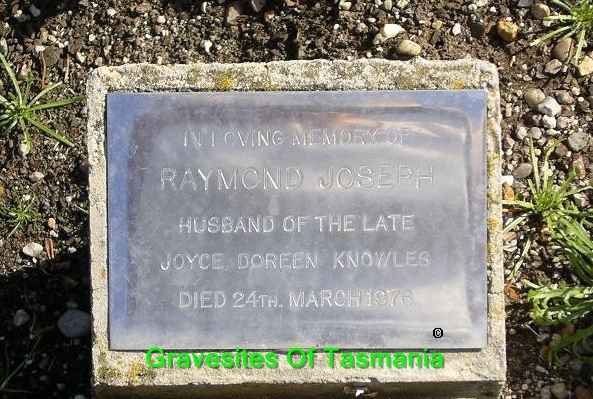 IN LOVING MEMORY OF
RAYMOND JOSEPH
HUSBAND OF THE LATE
JOYCE DOREEN KNOWLES
DIED 24TH. MARCH 1976
©
Gravesites Of Tasmania